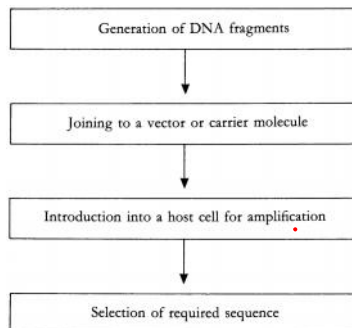 Generation of DNA fragments
Joining to a vector or carrier molecule
Introduction into a host cell for amplification
Selection of required sequence